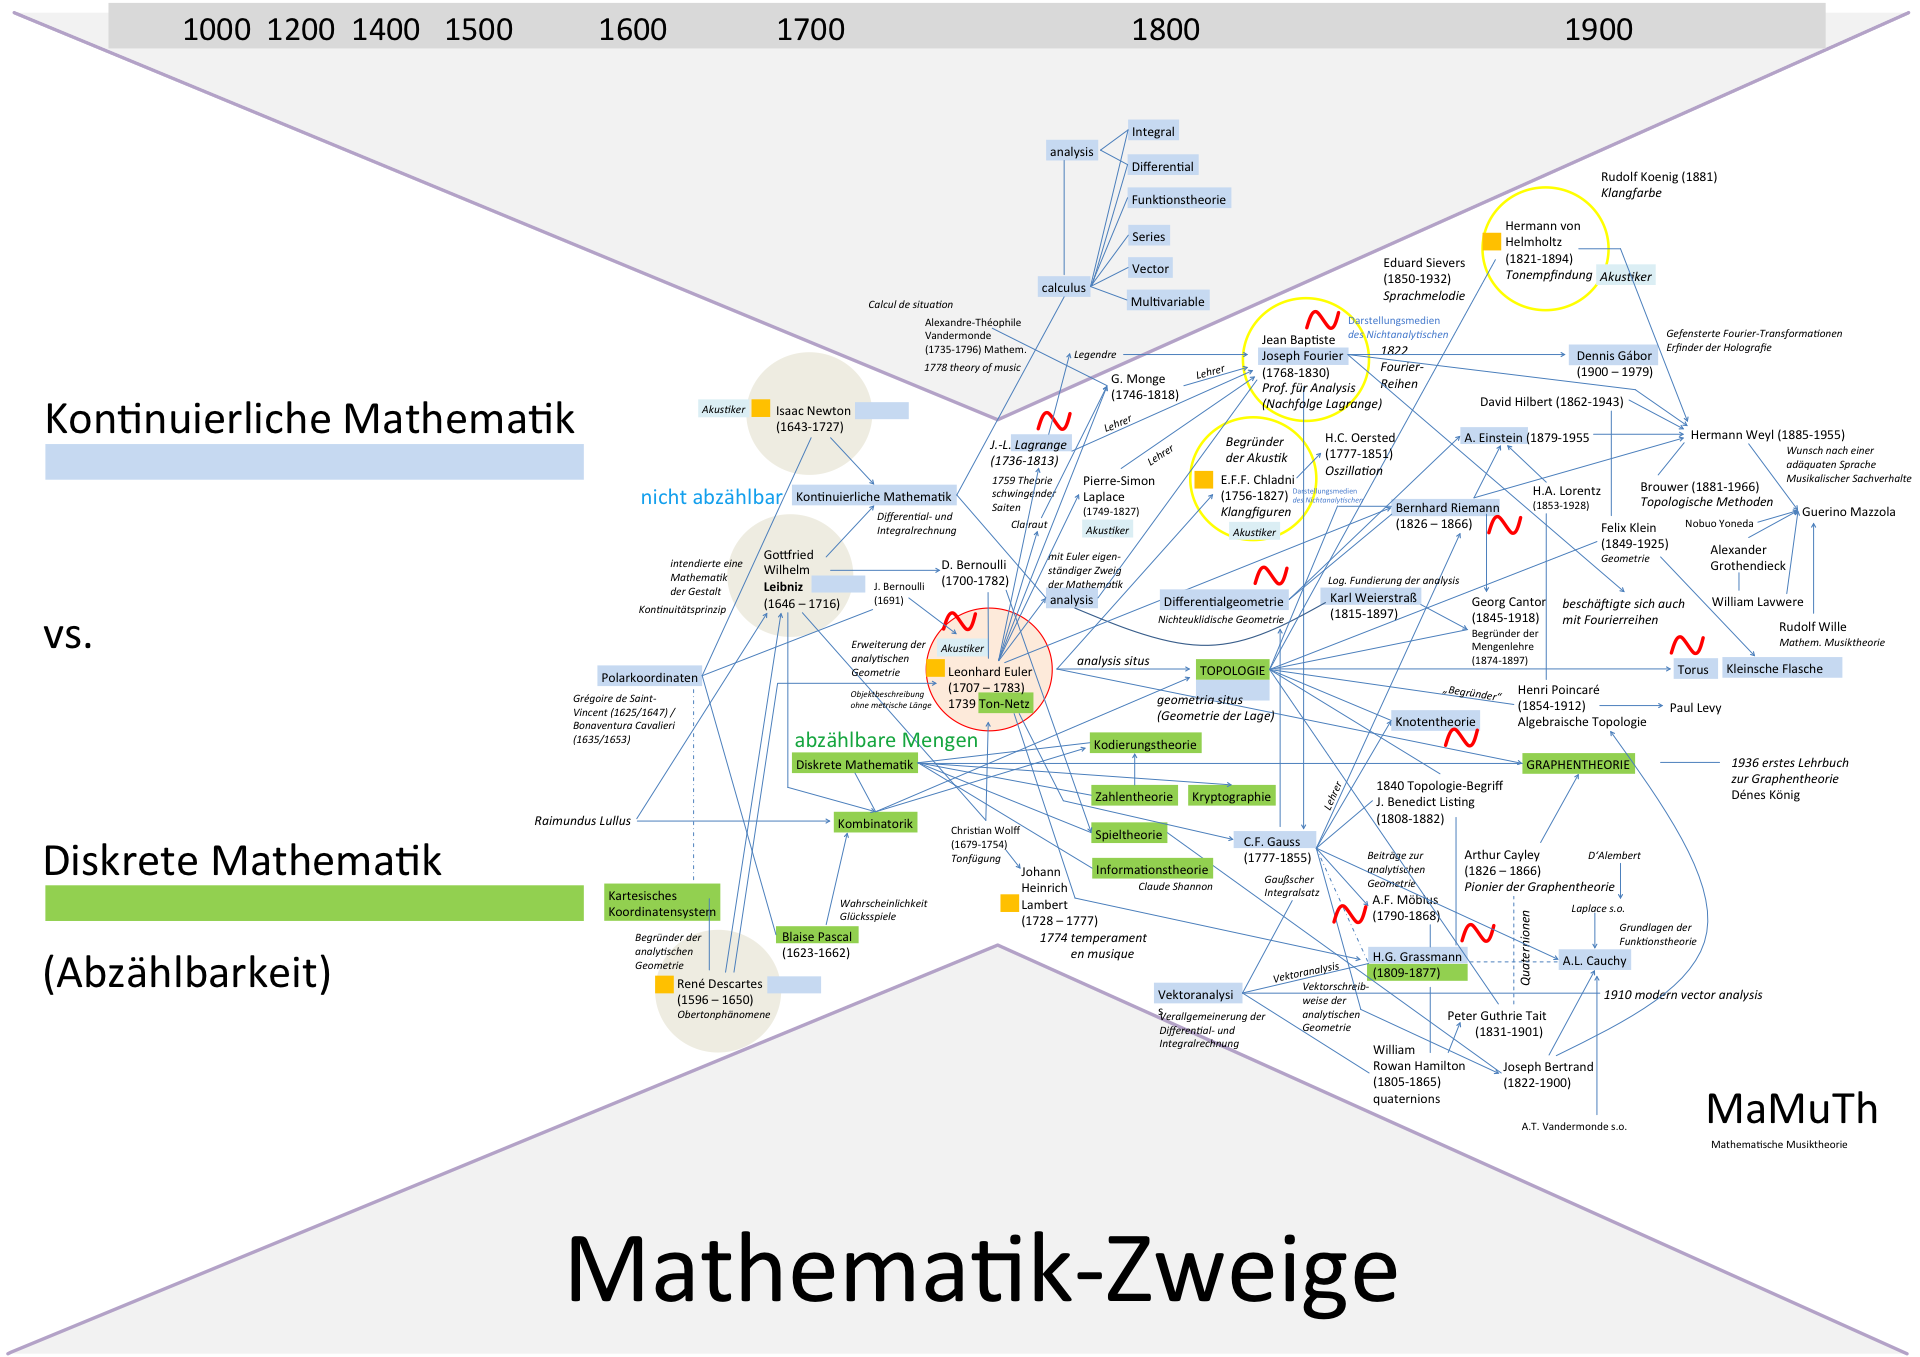 1000 1200 1400 1500 1600 1700 1800 1900
Integral
analysis
Differential
Funktionstheorie
Series
Vector
calculus
Multivariable
Rudolf Koenig (1881)
Klangfarbe
Hermann von
Helmholtz
(1821-1894)
Tonempfindung
Akustiker
Eduard Sievers
(1850-1932)
Sprachmelodie
Calcul de situation
Alexandre-Théophile
Vandermonde
(1735-1796) Mathem.
1778 theory of music
Legendre
G. Monge
(1746-1818)
Lehrer
Lehrer
Lehrer
Jean Baptiste
Joseph Fourier
(1768-1830)
Prof. für Analysis
(Nachfolge Lagrange)
Darstellungsmedien
des Nichtanalytischen
1822
Fourier-
Reihen
Gefensterte Fourier-Transformationen
Erfinder der Holografie
Dennis Gábor
(1900 – 1979)
David Hilbert (1862-1943)
A. Einstein (1879-1955
Hermann Weyl (1885-1955)
Wunsch nach einer
adäquaten Sprache
Musikalischer Sachverhalte
Kontinuierliche Mathematik
Akustiker
Isaac Newton
(1643-1727)
nicht abzählbar
Kontinuierliche Mathematik
Differential- und
Integralrechnung
J.-L. Lagrange
(1736-1813)
1759 Theorie
schwingender
Saiten
Clairaut
Pierre-Simon
Laplace
(1749-1827)
Akustiker
Begründer
der Akustik
E.F.F. Chladni
(1756-1827)
Klangfiguren
Akustiker
H.C. Oersted
(1777-1851)
Oszillation
Darstellungsmedien
des Nichtanalytischen
Bernhard Riemann
(1826 – 1866)
H.A. Lorentz
(1853-1928)
Brouwer (1881-1966)
Topologische Methoden
Guerino Mazzola
Nobuo Yoneda
Felix Klein
(1849-1925)
Geometrie
Alexander
Grothendieck
William Lavwere
Rudolf Wille
Mathem. Musiktheorie
intendierte eine
Mathematik
der Gestalt
Kontinuitätsprinzip
Gottfried
Wilhelm
Leibniz
(1646 – 1716)
D. Bernoulli
(1700-1782)
J. Bernoulli
(1691)
mit Euler eigen-
ständiger Zweig
der Mathematik
analysis
Differentialgeometrie
Nichteuklidische Geometrie
Log. Fundierung der analysis
Karl Weierstraß
(1815-1897)
Georg Cantor
(1845-1918)
Begründer der
Mengenlehre
(1874-1897)
beschäftigte sich auch
mit Fourierreihen
vs.
Erweiterung der
analytischen
Geometrie
Objektbeschreibung
ohne metrische Länge
Akustiker
Leonhard Euler
(1707 – 1783)
1739 Ton-Netz
analysis situs
TOPOLOGIE
geometria situs
(Geometrie der Lage)
Torus
Kleinsche Flasche
„Begründer“
Henri Poincaré
(1854-1912)
Algebraische Topologie
Paul Levy
Knotentheorie
Polarkoordinaten
Grégoire de Saint-
Vincent (1625/1647) /
Bonaventura Cavalieri
(1635/1653)
abzählbare Mengen
Diskrete Mathematik
Kodierungstheorie
Zahlentheorie
Kryptographie
GRAPHENTHEORIE
1936 erstes Lehrbuch
zur Graphentheorie
Dénes König
Lehrer
1840 Topologie-Begriff
J. Benedict Listing
(1808-1882)
Raimundus Lullus
Kombinatorik
Christian Wolff
(1679-1754)
Tonfügung
Spieltheorie
Informationstheorie
Claude Shannon
C.F. Gauss
(1777-1855)
Gaußscher
Integralsatz
Beiträge zur
analytischen
Geometrie
A.F. Möbius
(1790-1868)
Arthur Cayley
(1826 – 1866)
Pionier der Graphentheorie
D‘Alembert
Laplace s.o.
Grundlagen der
Funktionstheorie
Diskrete Mathematik
Kartesisches
Koordinatensystem
Wahrscheinlichkeit
Glücksspiele
Blaise Pascal
(1623-1662)
Johann
Heinrich
Lambert
(1728 – 1777)
1774 temperament
en musique
(Abzählbarkeit)
Begründer der
analytischen
Geometrie
René Descartes
(1596 – 1650)
Obertonphänomene
H.G. Grassmann
(1809-1877)
Quaternionen
A.L. Cauchy
Vektoranalysis
Vektoranalysi
s
Verallgemeinerung der
Differential- und
Integralrechnung
Vektorschreib-
weise der
analytischen
Geometrie
1910 modern vector analysis
Peter Guthrie Tait
(1831-1901)
William
Rowan Hamilton
(1805-1865)
quaternions
Joseph Bertrand
(1822-1900)
A.T. Vandermonde s.o.
MaMuTh
Mathematische Musiktheorie
Mathematik-Zweige